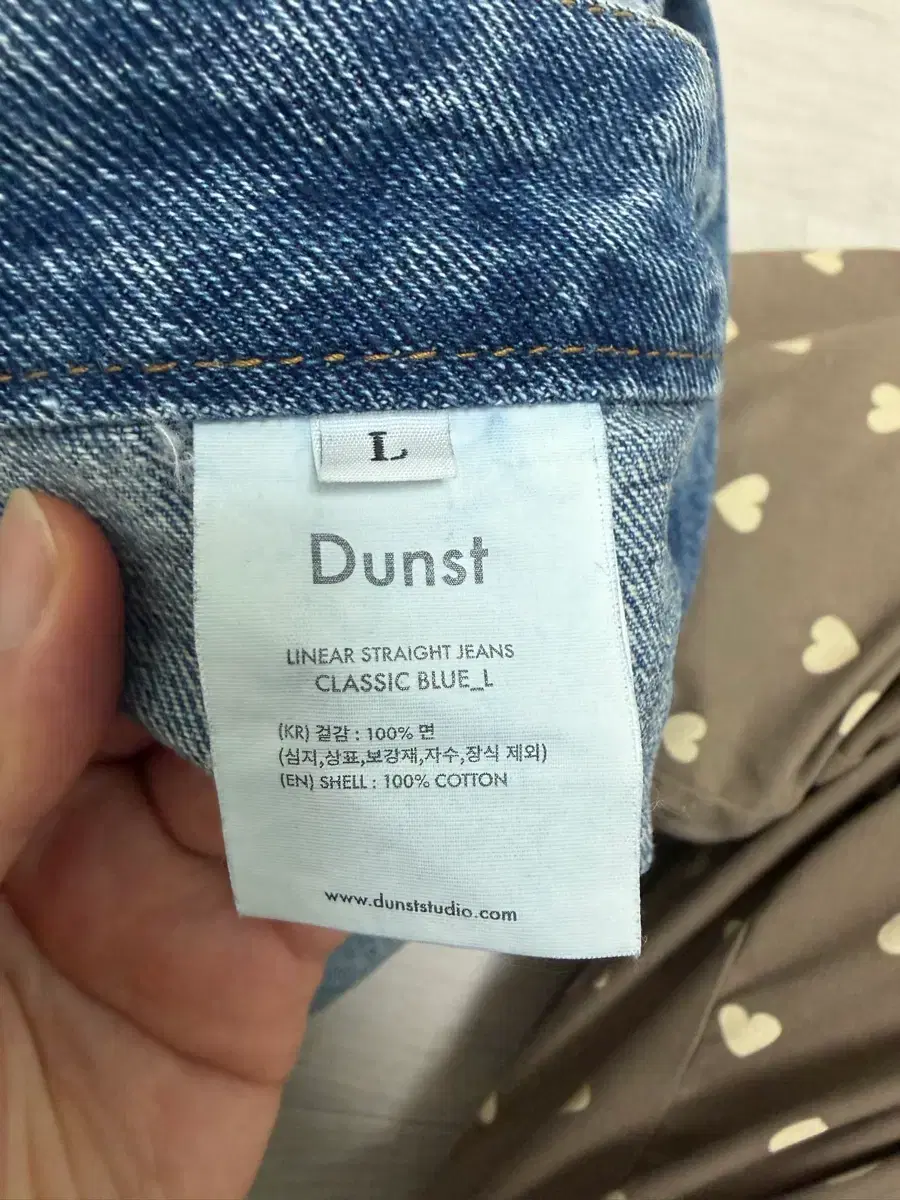 L
Dunst
LINEAR STRAIGHT JEANS
CLASSIC BLUE_L
(KR) 겉감 : 100% 면
(심지,상표,보강재,자수,장식 제외)
(EN) SHELL : 100% COTTON
www.dunststudio.com